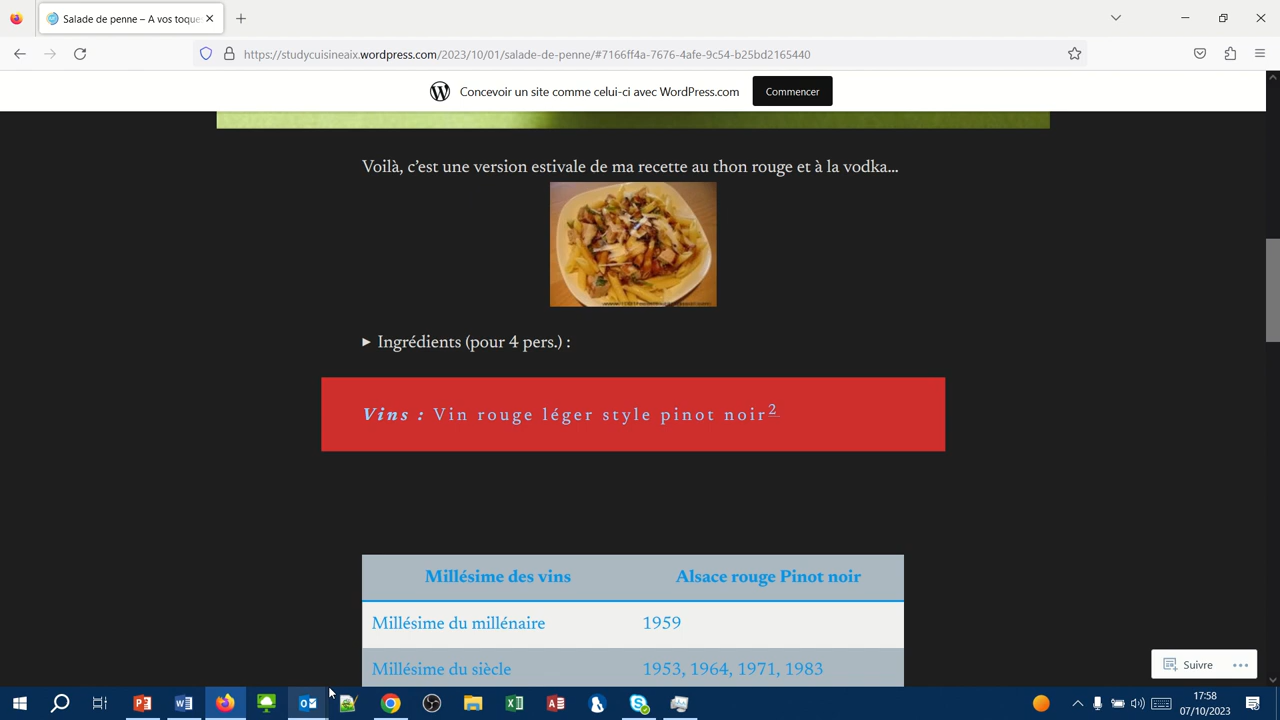 Salade de penne – A vos toque
https://studycuisineaix.wordpress.com/2023/10/01/salade-de-penne/#7166ff4a-7676-4afe-9c54-b25bd2165440
Concevoir un site comme celui-ci avec WordPress.com
Commencer
Voilà, c’est une version estivale de ma recette au thon rouge et à la vodka…
Ingrédients (pour 4 pers.) :
Vins : Vin rouge léger style pinot noir2
Millésime des vins Alsace rouge Pinot noir
Millésime du millénaire 1959
Millésime du siècle 1953, 1964, 1971, 1983
Suivre
17:58
07/10/2023